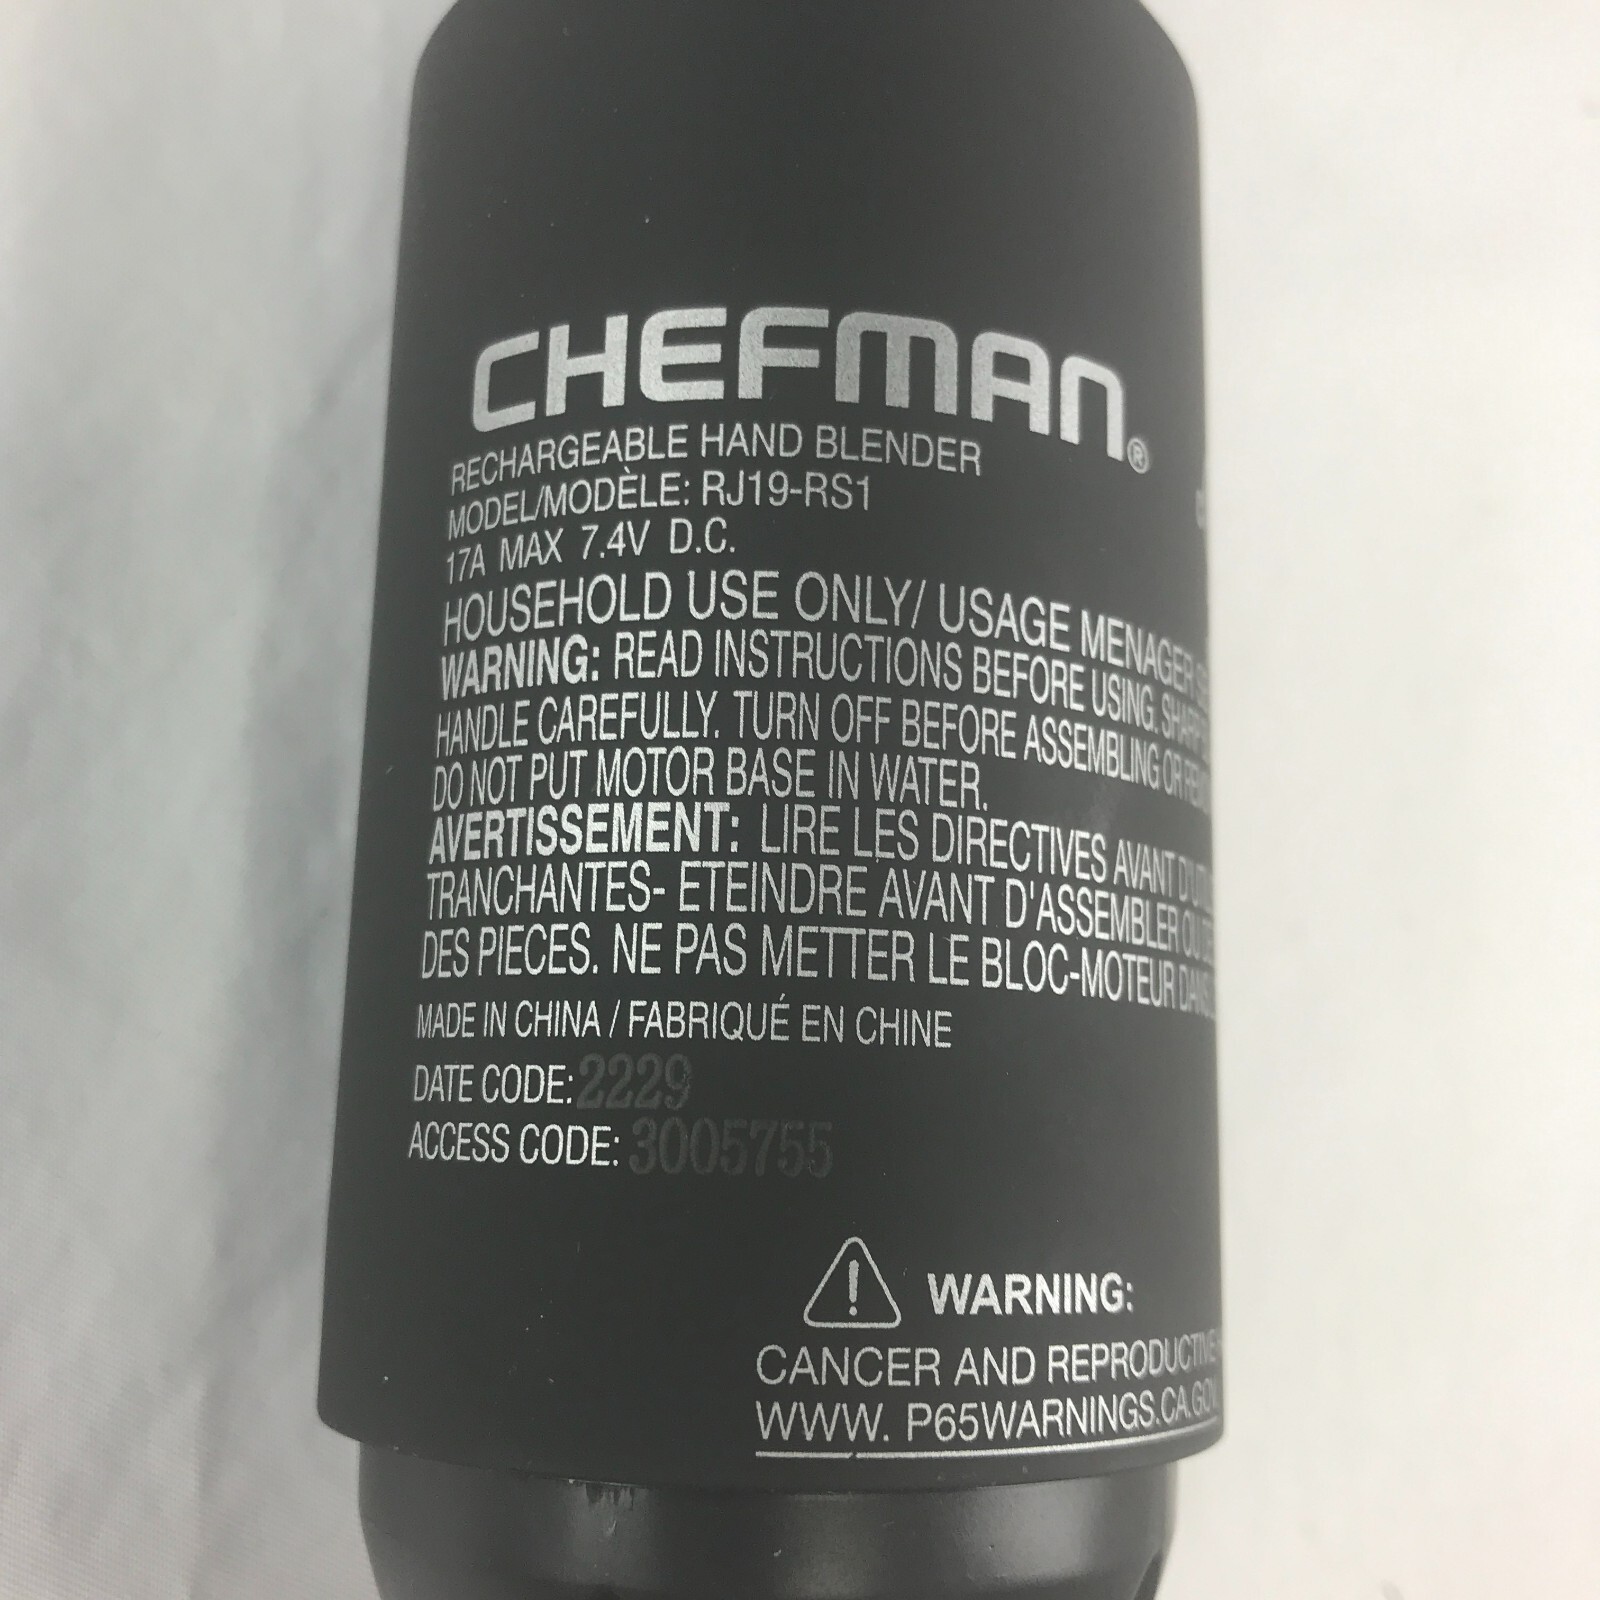 CHEFMAN®
RECHARGEABLE HAND BLENDER
MODEL/MODÈLE: RJ19-RS1
17A MAX 7.4V D.C.
HOUSEHOLD USE ONLY/ USAGE MENAGER
WARNING: READ INSTRUCTIONS BEFORE USING. SHARP
HANDLE CAREFULLY. TURN OFF BEFORE ASSEMBLING OR
DO NOT PUT MOTOR BASE IN WATER.
AVERTISSEMENT: LIRE LES DIRECTIVES AVANT
TRANCHANTES- ETEINDRE AVANT D'ASSEMBLER OU
DES PIECES. NE PAS METTER LE BLOC-MOTEUR DANS
MADE IN CHINA / FABRIQUÉ EN CHINE
DATE CODE: 2229
ACCESS CODE: 3005755
WARNING:
CANCER AND REPRODUCTIVE
WWW. P65WARNINGS.CA.GOV